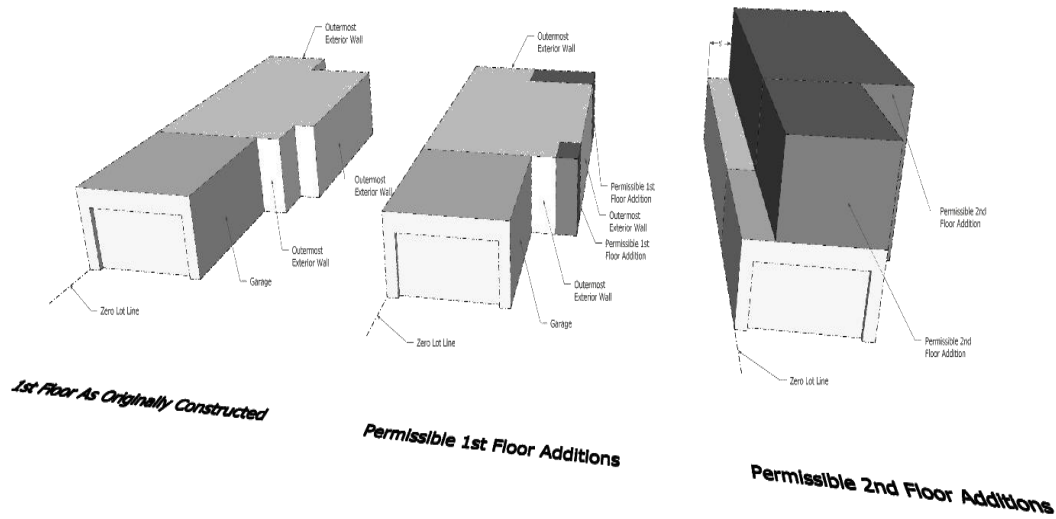 Outermost
Exterior Wall
Outermost
Exterior Wall
Outermost
Exterior Wall
Garage
Zero Lot Line
1st Floor As Originally Constructed
Outermost
Exterior Wall
Permissible 1st
Floor Addition
Outermost
Exterior Wall
Permissible 1st
Floor Addition
Outermost
Exterior Wall
Garage
Zero Lot Line
Permissible 1st Floor Additions
Permissible 2nd
Floor Addition
Permissible 2nd
Floor Addition
Zero Lot Line
Permissible 2nd Floor Additions